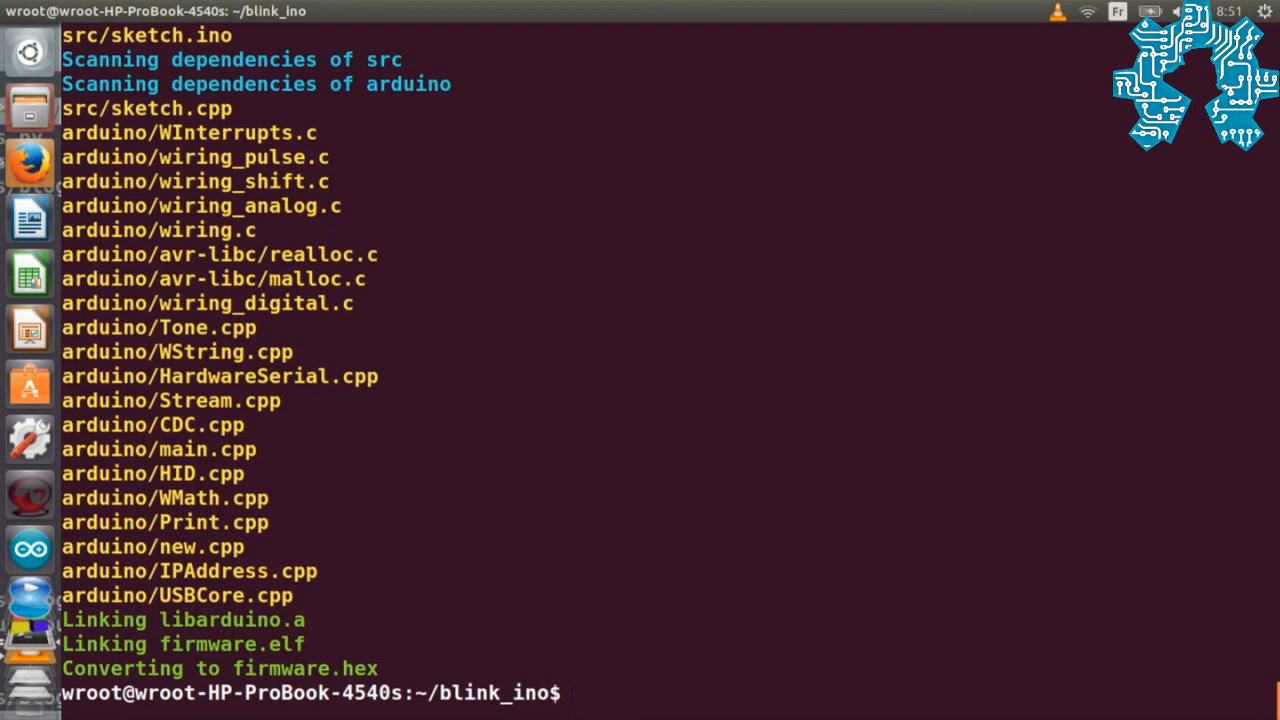 wroot@wroot-HP-ProBook-4540s: ~/blink_ino
Fr
8:51
src/sketch.ino
Scanning dependencies of src
Scanning dependencies of arduino
src/sketch.cpp
arduino/WInterrupts.c
arduino/wiring_pulse.c
arduino/wiring_shift.c
arduino/wiring_analog.c
arduino/wiring.c
arduino/avr-libc/realloc.c
arduino/avr-libc/malloc.c
arduino/wiring_digital.c
arduino/Tone.cpp
arduino/WString.cpp
arduino/HardwareSerial.cpp
arduino/Stream.cpp
arduino/CDC.cpp
arduino/main.cpp
arduino/HID.cpp
arduino/WMath.cpp
arduino/Print.cpp
arduino/new.cpp
arduino/IPAddress.cpp
arduino/USBCore.cpp
Linking libarduino.a
Linking firmware.elf
Converting to firmware.hex
wroot@wroot-HP-ProBook-4540s:~/blink_ino$